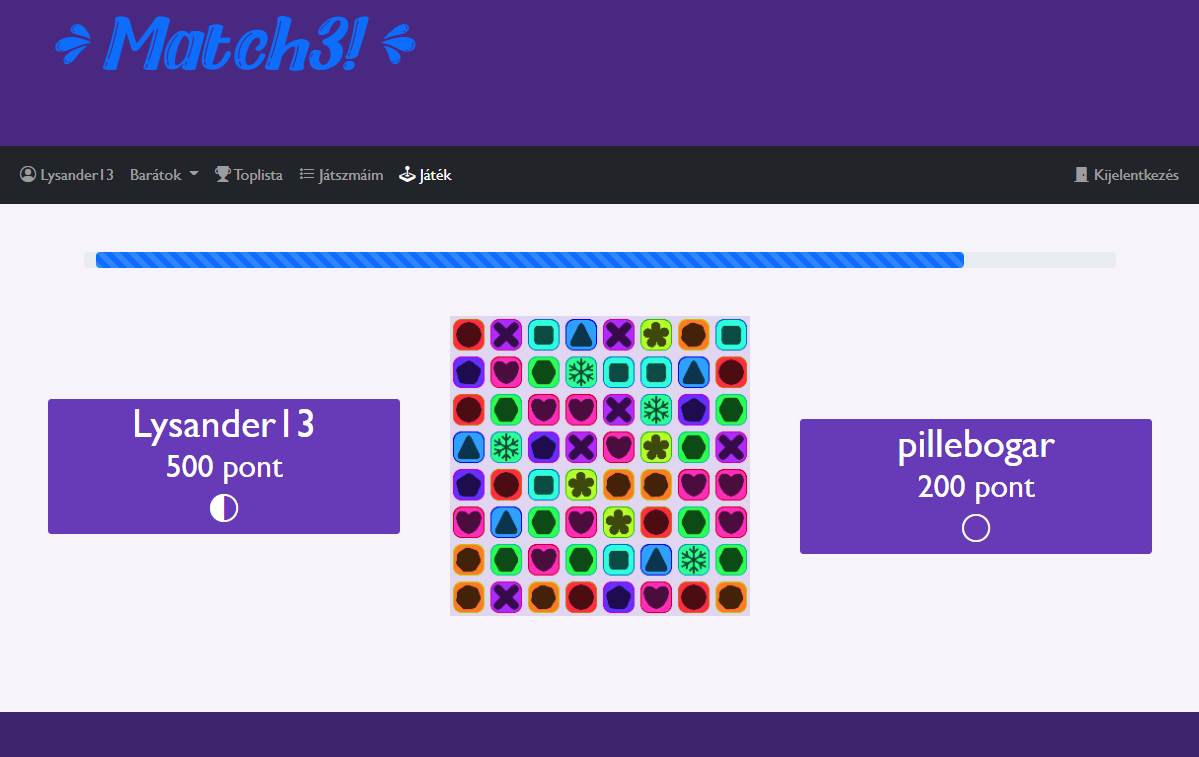 Match3!
Lysander13 Barátok Toplista Játszmáim Játék Kijelentkezés
Lysander13
500 pont
pillebogar
200 pont